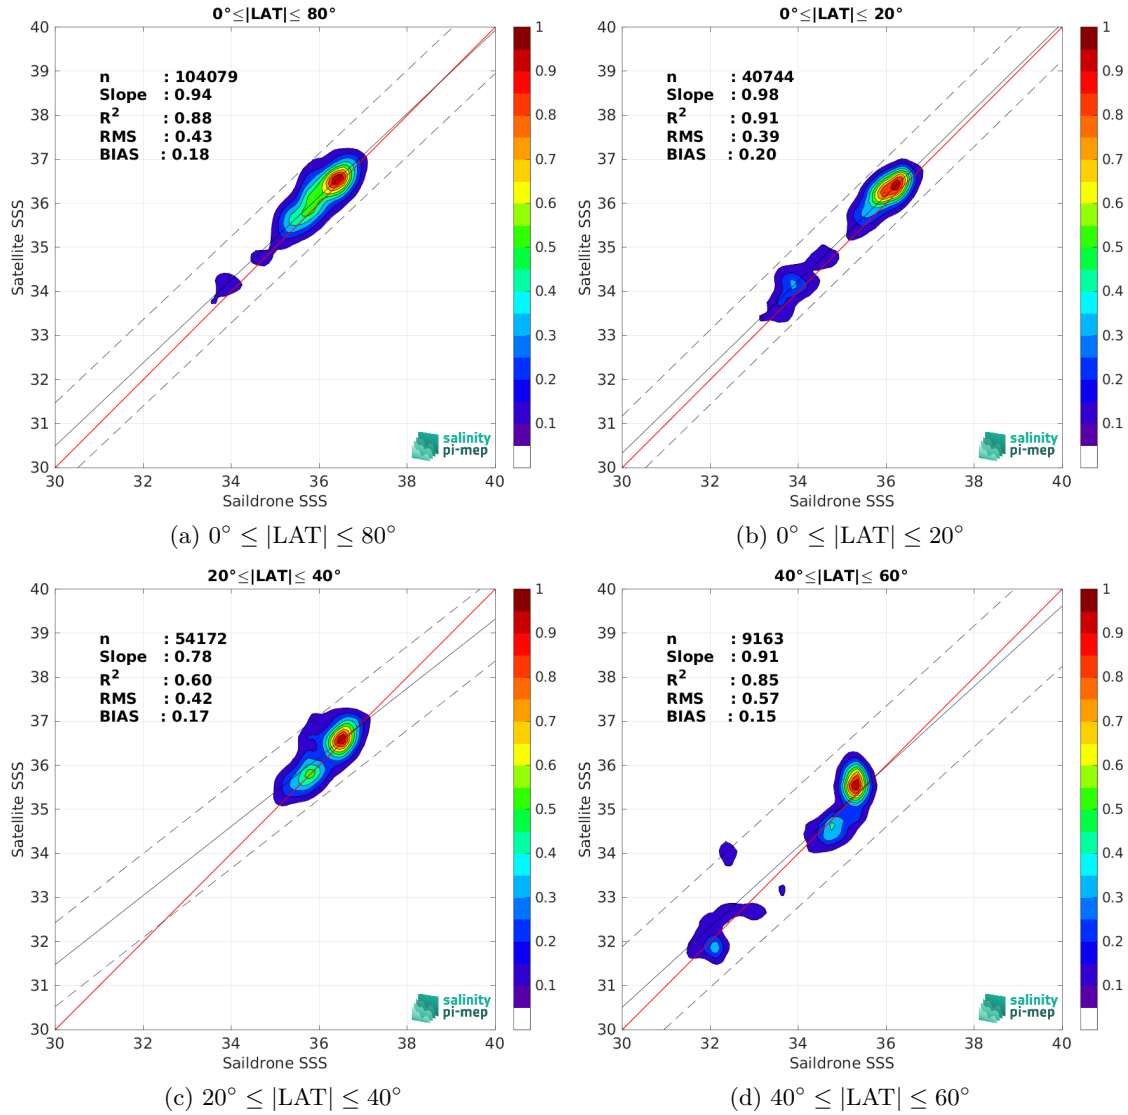 0°≤|LAT|≤ 80°
n : 104079
Slope : 0.94
R² : 0.88
RMS : 0.43
BIAS : 0.18
40
39
38
37
36
35
34
33
32
31
30
Satellite SSS
30 32 34 36 38 40
Saildrone SSS
1
0.9
0.8
0.7
0.6
0.5
0.4
0.3
0.2
0.1
salinity
pi-mep
(a) 0° ≤ |LAT| ≤ 80°
0°≤|LAT|≤ 20°
n : 40744
Slope : 0.98
R² : 0.91
RMS : 0.39
BIAS : 0.20
40
39
38
37
36
35
34
33
32
31
30
Satellite SSS
30 32 34 36 38 40
Saildrone SSS
1
0.9
0.8
0.7
0.6
0.5
0.4
0.3
0.2
0.1
salinity
pi-mep
(b) 0° ≤ |LAT| ≤ 20°
20°≤|LAT|≤ 40°
n : 54172
Slope : 0.78
R² : 0.60
RMS : 0.42
BIAS : 0.17
40
39
38
37
36
35
34
33
32
31
30
Satellite SSS
30 32 34 36 38 40
Saildrone SSS
1
0.9
0.8
0.7
0.6
0.5
0.4
0.3
0.2
0.1
salinity
pi-mep
(c) 20° ≤ |LAT| ≤ 40°
40°≤|LAT|≤ 60°
n : 9163
Slope : 0.91
R² : 0.85
RMS : 0.57
BIAS : 0.15
40
39
38
37
36
35
34
33
32
31
30
Satellite SSS
30 32 34 36 38 40
Saildrone SSS
1
0.9
0.8
0.7
0.6
0.5
0.4
0.3
0.2
0.1
salinity
pi-mep
(d) 40° ≤ |LAT| ≤ 60°